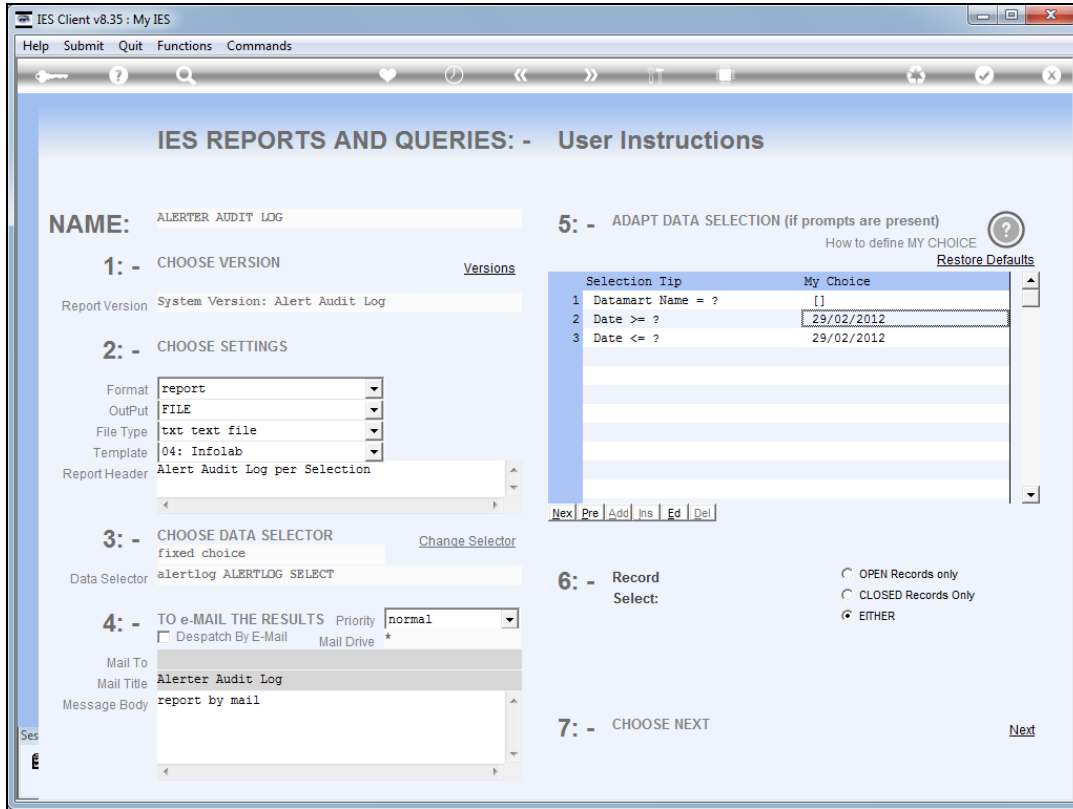 IES Client v8.35 : My IES
Help Submit Quit Functions Commands
IES REPORTS AND QUERIES: - User Instructions
NAME: ALERTER AUDIT LOG
1: - CHOOSE VERSION
Versions
Report Version System Version: Alert Audit Log
2: - CHOOSE SETTINGS
Format report
OutPut FILE
File Type txt text file
Template 04: Infolab
Report Header Alert Audit Log per Selection
3: - CHOOSE DATA SELECTOR
fixed choice
Change Selector
Data Selector alertlog ALERTLOG SELECT
4: - TO e-MAIL THE RESULTS Priority normal
Despatch By E-Mail Mail Drive *
Mail To
Mail Title Alerter Audit Log
Message Body report by mail
5: - ADAPT DATA SELECTION (if prompts are present)
How to define MY CHOICE
?
Restore Defaults
Selection Tip My Choice
1 Datamart Name = ? []
2 Date >= ? 29/02/2012
3 Date <= ? 29/02/2012
Nex Pre Add Ins Ed Del
6: - Record
Select:
OPEN Records only
CLOSED Records Only
EITHER
7: - CHOOSE NEXT
Next
Ses